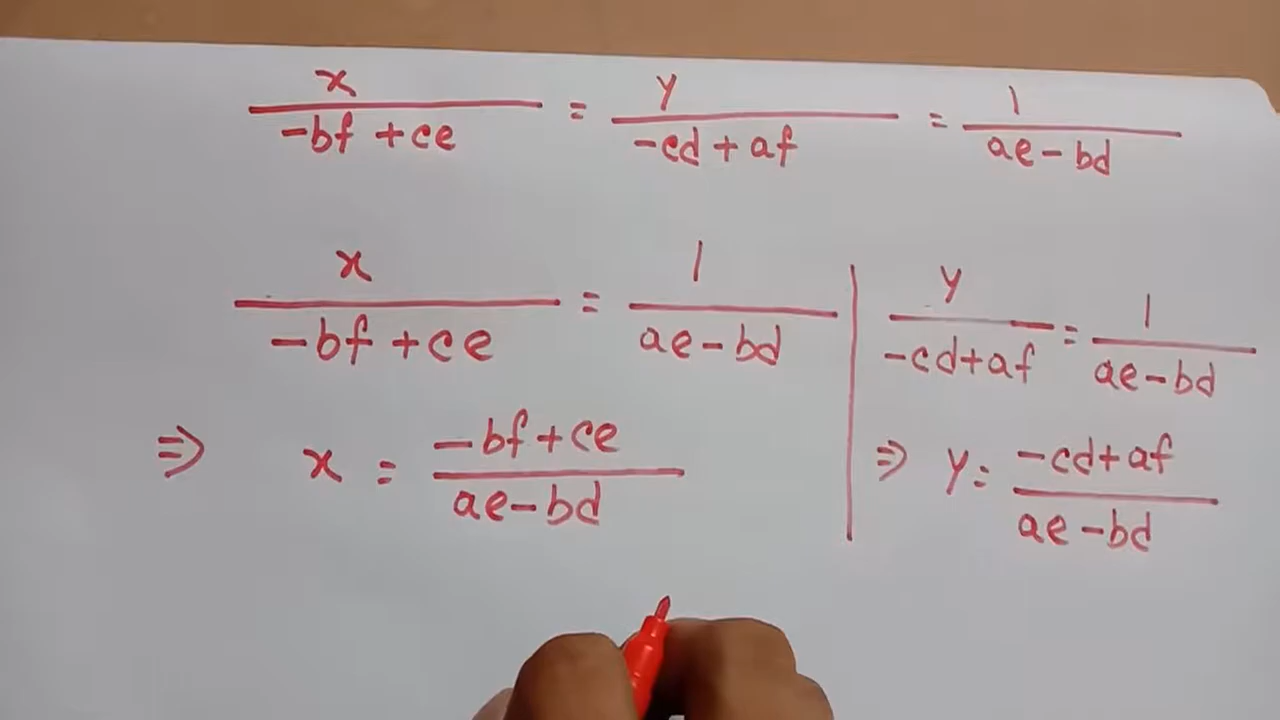 x/(-bf + ce) = y/(-cd + af) = 1/(ae - bd)
x/(-bf + ce) = 1/(ae - bd) | y/(-cd+af) = 1/(ae - bd)
⇒ x = (-bf + ce)/(ae - bd) | ⇒ y = (-cd + af)/(ae - bd)